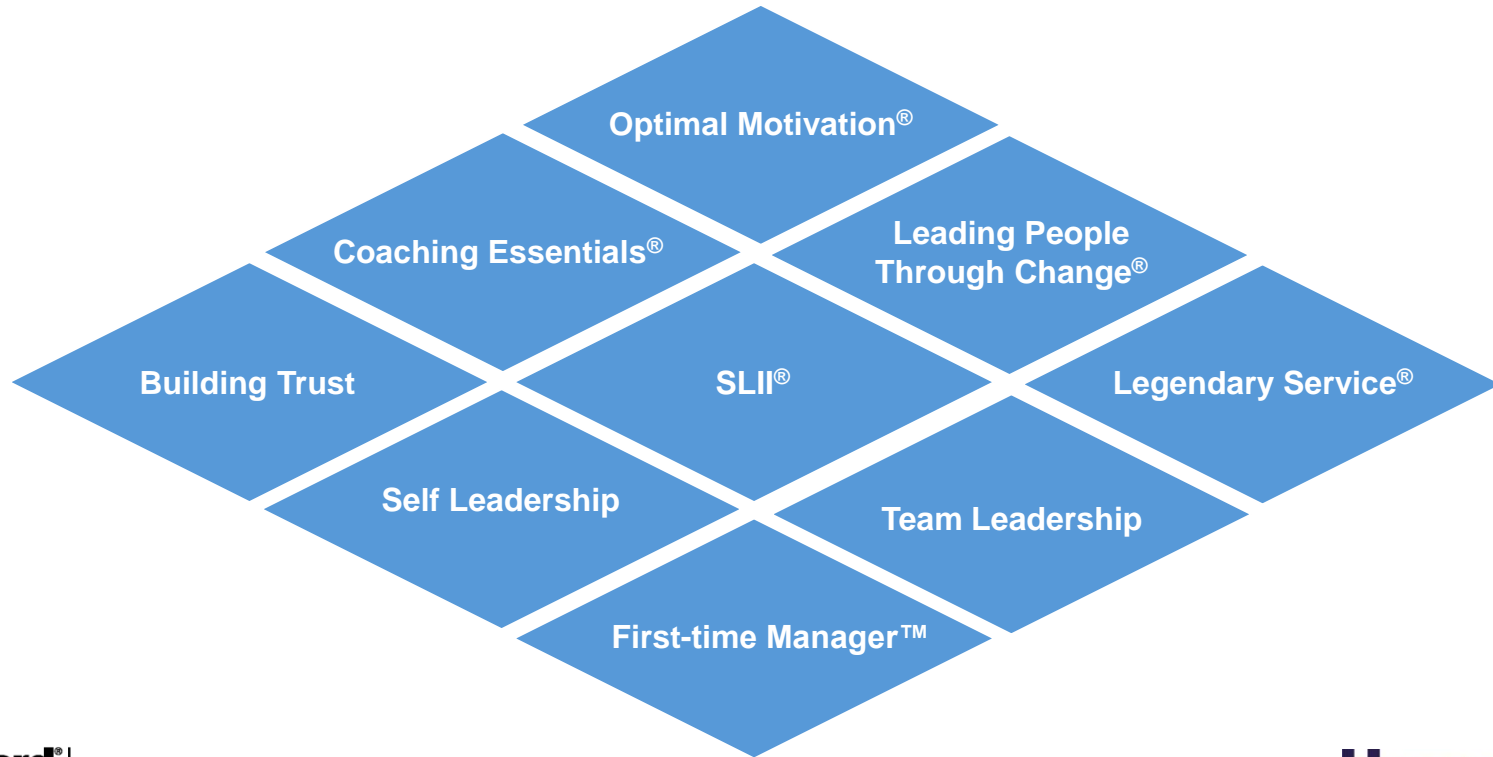 Optimal Motivation®
Coaching Essentials®
Leading People
Through Change®
Building Trust
SLII®
Legendary Service®
Self Leadership
Team Leadership
First-time Manager™